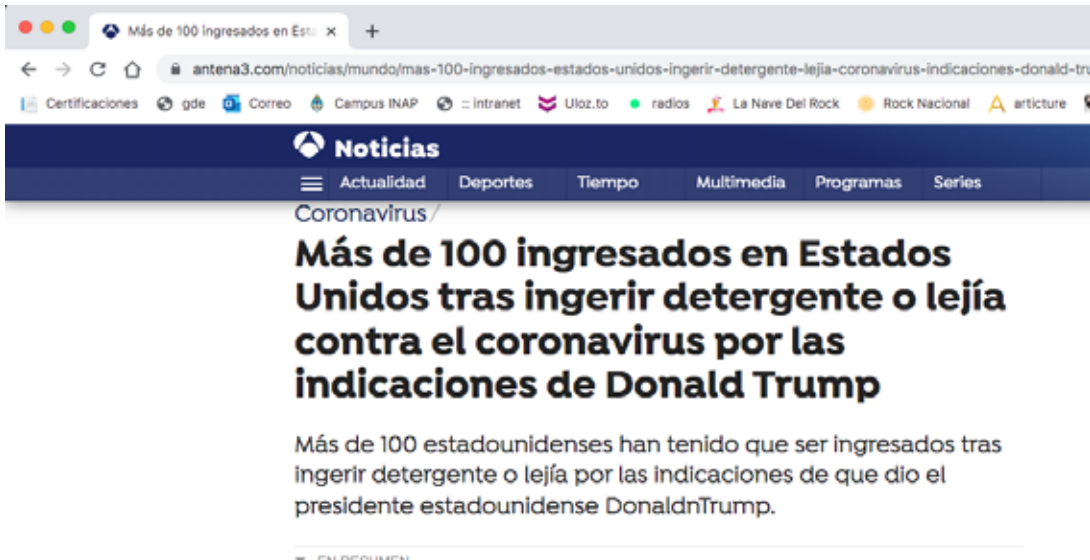 Más de 100 ingresados en Esta
antena3.com/noticias/mundo/mas-100-ingresados-estados-unidos-ingerir-detergente-lejia-coronavirus-indicaciones-donald-tru
Certificaciones gde Correo Campus INAP :: intranet Uloz.to radios La Nave Del Rock Rock Nacional articture
Noticias
Actualidad Deportes Tiempo Multimedia Programas Series
Coronavirus/
Más de 100 ingresados en Estados
Unidos tras ingerir detergente o lejía
contra el coronavirus por las
indicaciones de Donald Trump
Más de 100 estadounidenses han tenido que ser ingresados tras
ingerir detergente o lejía por las indicaciones de que dio el
presidente estadounidense DonaldnTrump.
EN RESUMEN